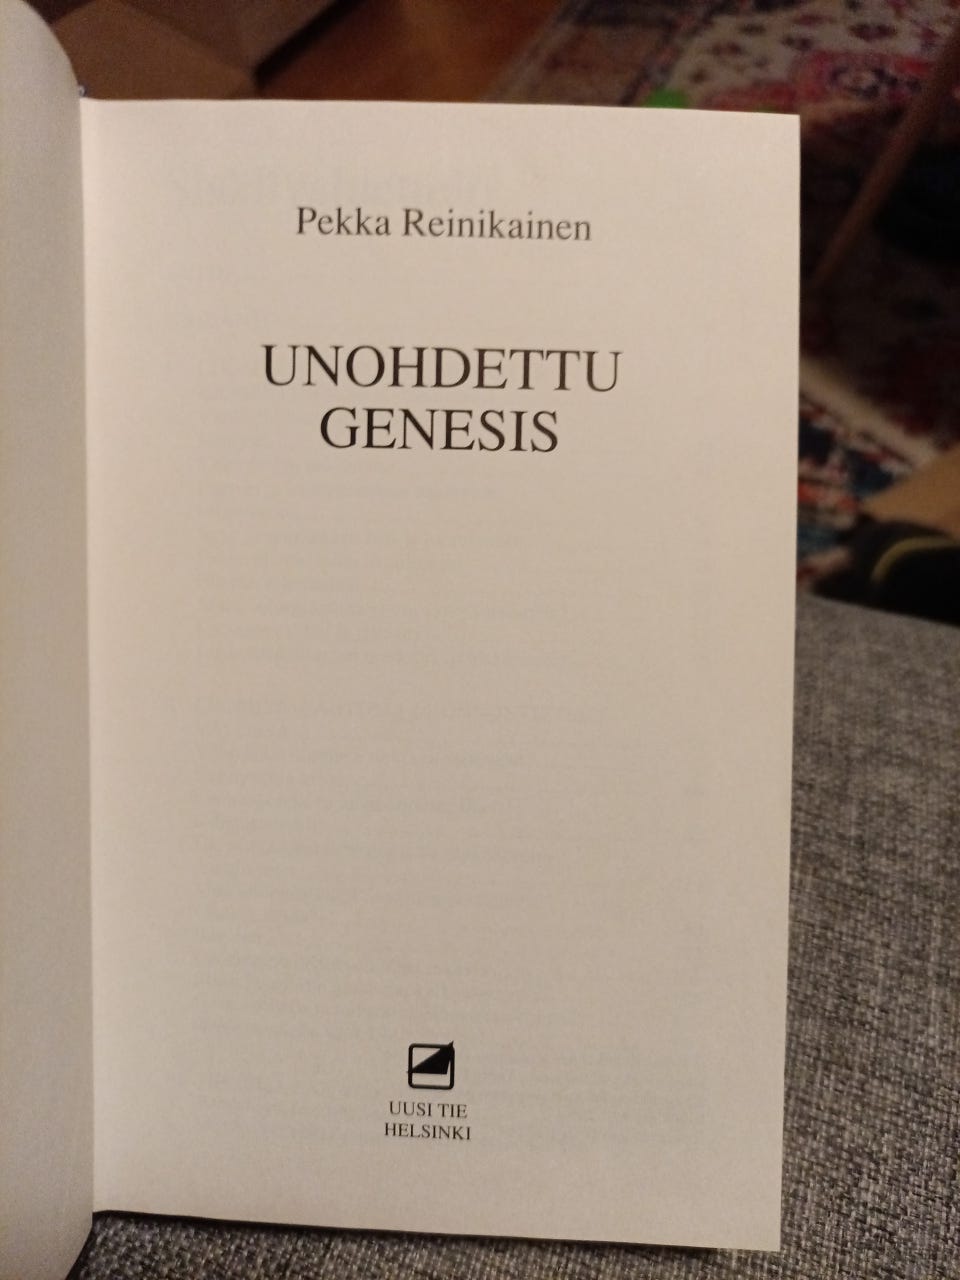 Pekka Reinikainen
UNOHDETTU
GENESIS
UUSI TIE
HELSINKI